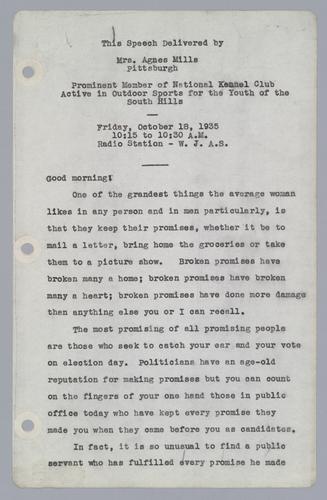 This Speech Delivered by
Mrs. Agnes Mills
Pittsburgh
Prominent Member of National Kennel Club
Active in Outdoor Sports for the Youth of the
South Hills
Friday, October 18, 1935
10:15 to 10:30 A.M.
Radio Station - W. J. A.S.
Good morning!
One of the grandest things the average woman
likes in any person and in men particularly, is
that they keep their promises, whether it be to
mail a letter, bring home the groceries or take
them to a picture show. Broken promises have
broken many a home; broken promises have broken
many a heart; broken promises have done more damage
than anything else you or I can recall.
The most promising of all promising people
are those who seek to catch your ear and your vote
on election day. Politicians have an age-old
reputation for making promises but you can count
on the fingers of your one hand those in public
office today who have kept every promise they
made you when they came before you as candidates.
In fact, it is so unusual to find a public
servant who has fulfilled every promise he made